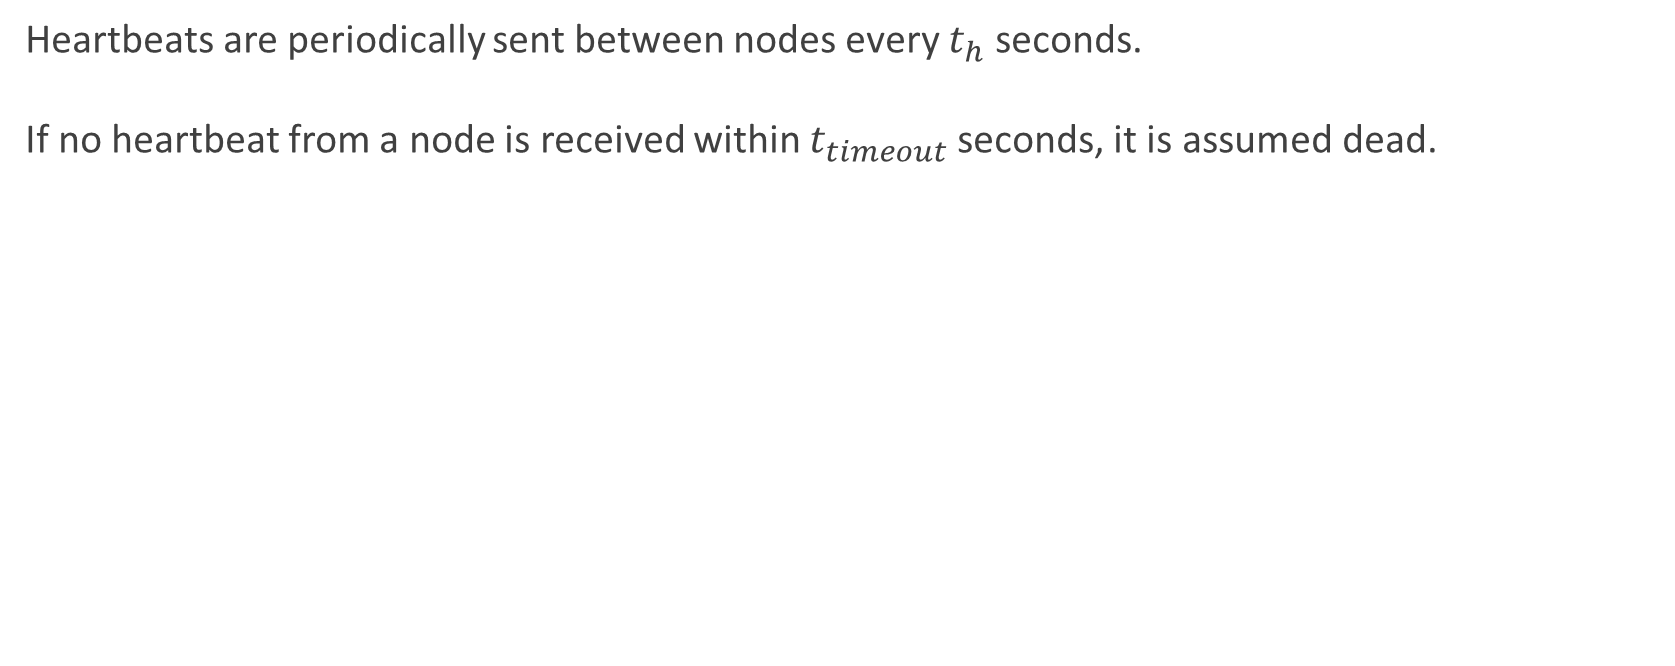 Heartbeats are periodically sent between nodes every t_h seconds.
If no heartbeat from a node is received within t_timeout seconds, it is assumed dead.